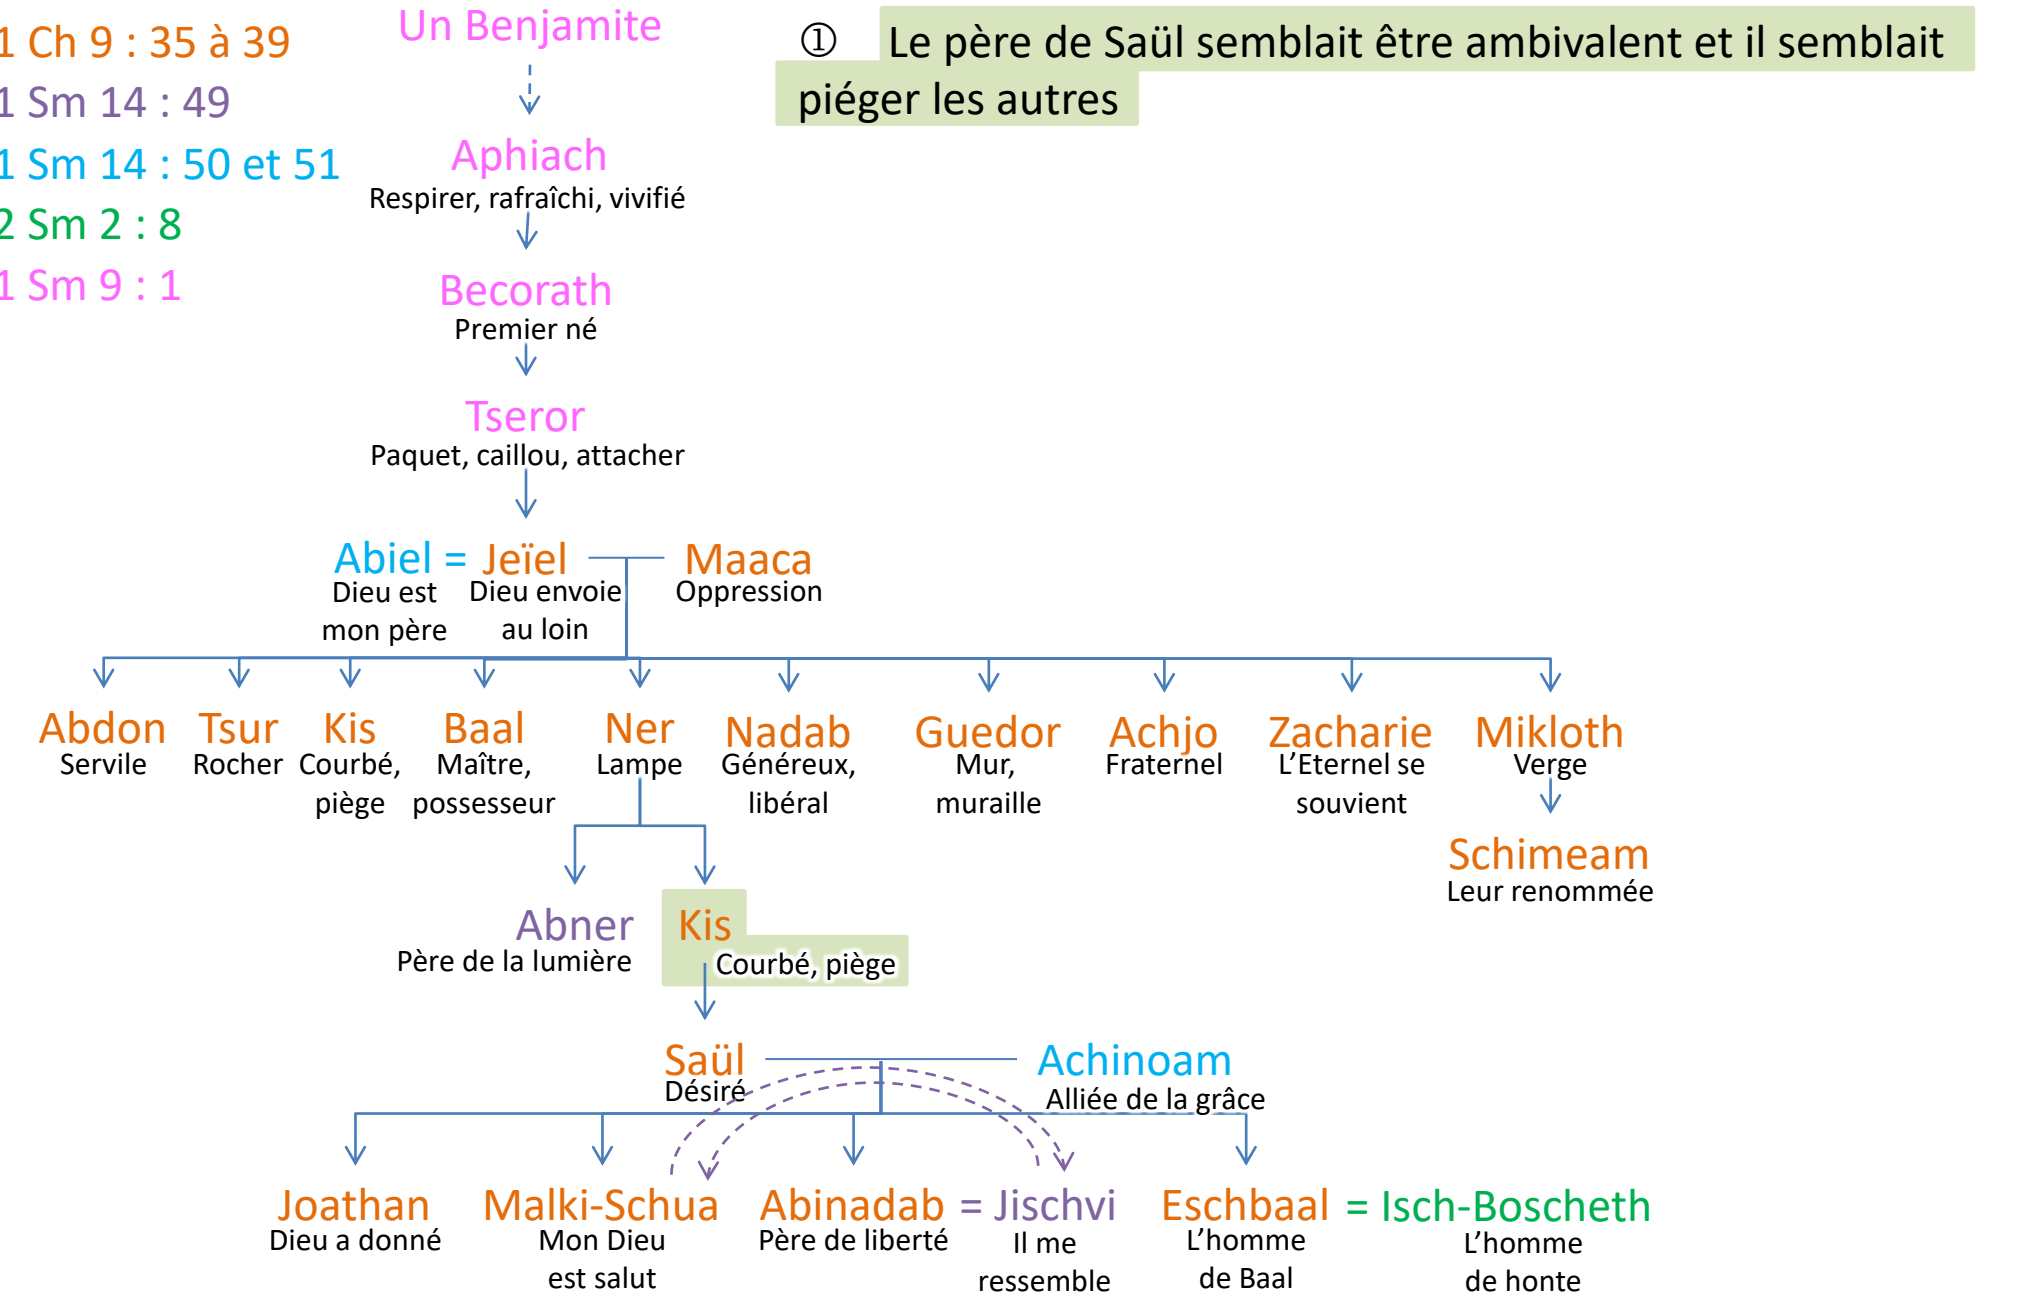 1 Ch 9 : 35 à 39
1 Sm 14 : 49
1 Sm 14 : 50 et 51
2 Sm 2 : 8
1 Sm 9 : 1
① Le père de Saül semblait être ambivalent et il semblait
piéger les autres
Un Benjamite
Aphiach
Respirer, rafraîchi, vivifié
Becorath
Premier né
Tseror
Paquet, caillou, attacher
Abiel = Jeïel Maaca
Dieu est Dieu envoie Oppression
mon père au loin
Abdon Tsur Kis Baal Ner Nadab Guedor Achjo Zacharie Mikloth
Servile Rocher Courbé, Maître, Lampe Généreux, Mur, Fraternel L'Eternel se Verge
piège possesseur libéral muraille souvient
Schimeam
Leur renommée
Abner Kis
Père de la lumière Courbé, piège
Saül Achinoam
Désiré Alliée de la grâce
Joathan Malki-Schua Abinadab = Jischvi Eschbaal = Isch-Boscheth
Dieu a donné Mon Dieu Père de liberté Il me L'homme L'homme
est salut ressemble de Baal de honte